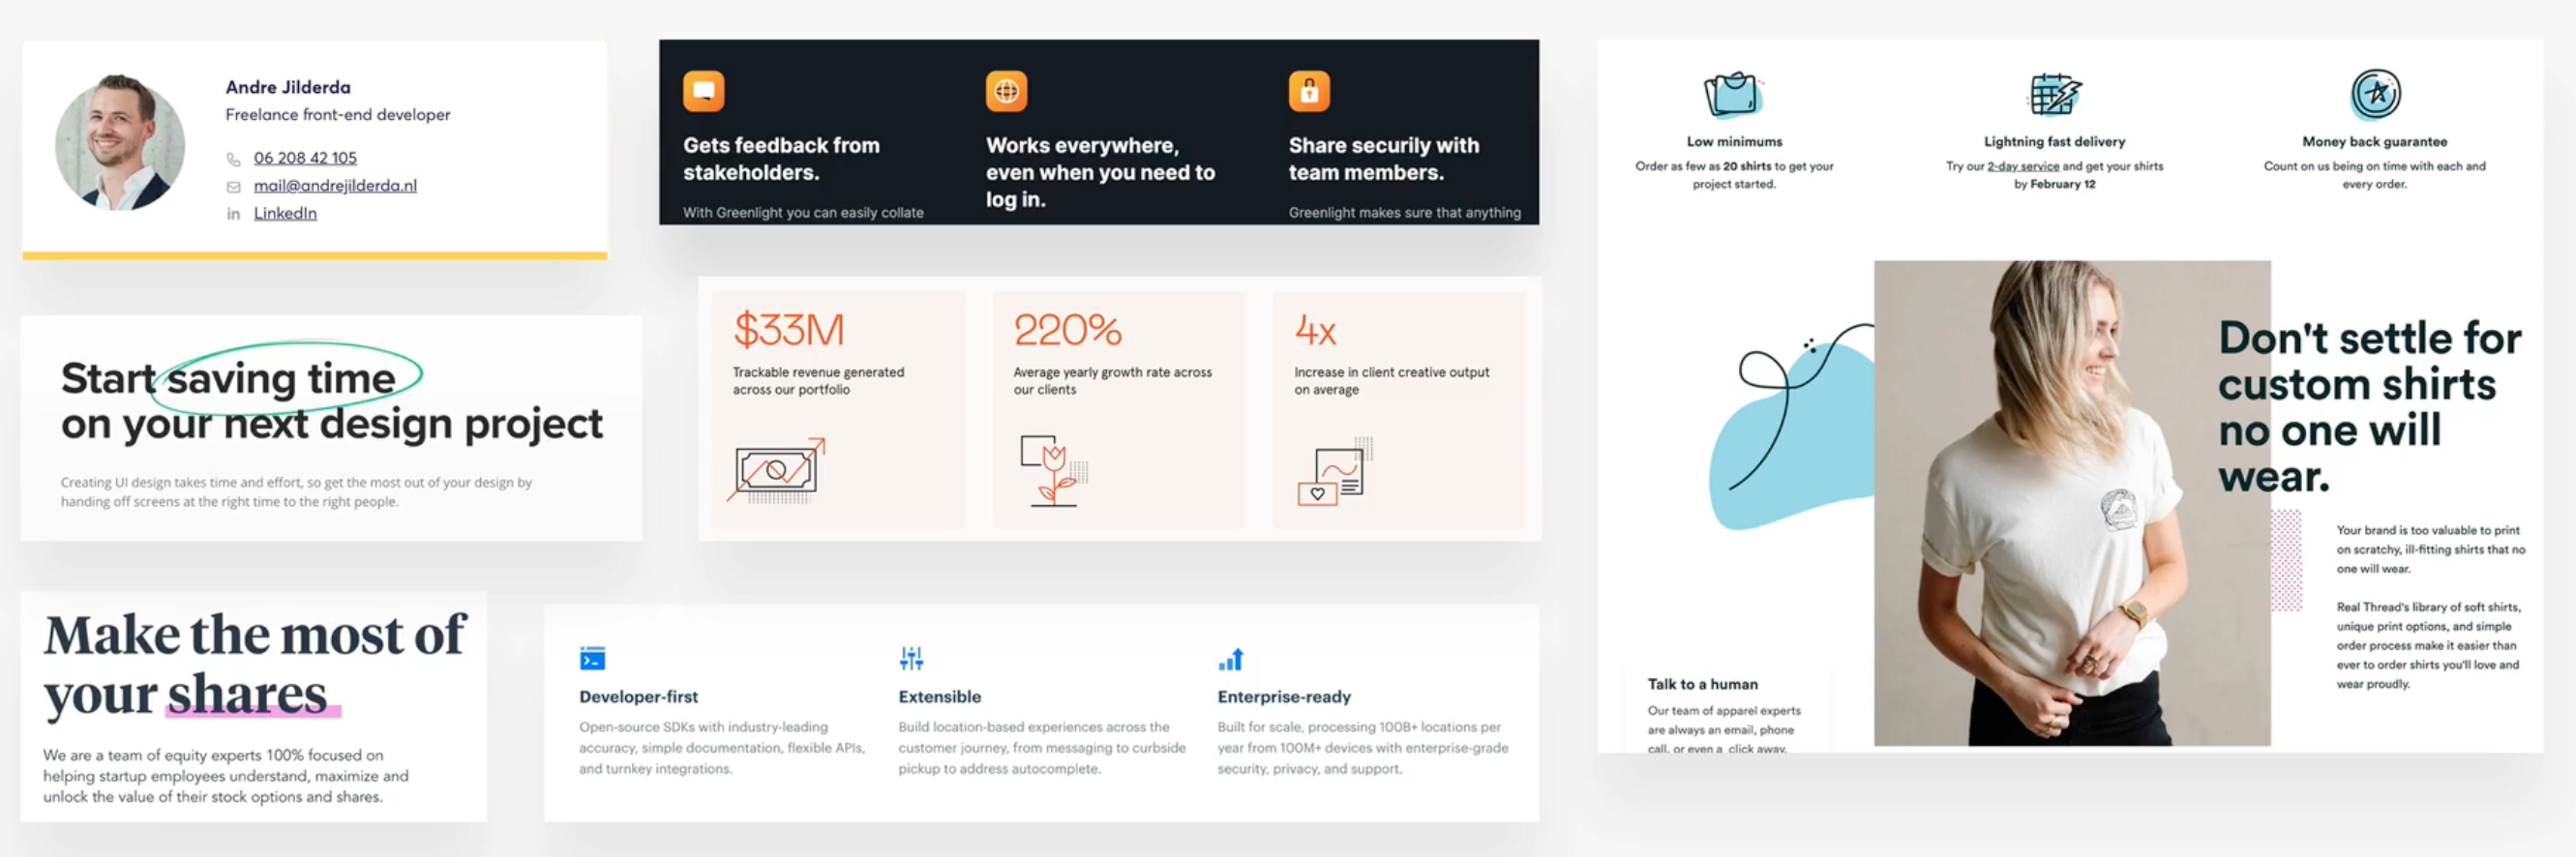 Andre Jilderda
Freelance front-end developer
06 208 42 105
mail@andrejilderda.nl
in LinkedIn
Start saving time
on your next design project
Creating UI design takes time and effort, so get the most out of your design by
handing off screens at the right time to the right people.
Make the most of
your shares
We are a team of equity experts 100% focused on
helping startup employees understand, maximize and
unlock the value of their stock options and shares.
Gets feedback from
stakeholders.
With Greenlight you can easily collate
Works everywhere,
even when you need to
log in.
Share securily with
team members.
Greenlight makes sure that anything
$33M
Trackable revenue generated
across our portfolio
220%
Average yearly growth rate across
our clients
4x
Increase in client creative output
on average
Developer-first
Open-source SDKs with industry-leading
accuracy, simple documentation, flexible APIs,
and turnkey integrations.
Extensible
Build location-based experiences across the
customer journey, from messaging to curbside
pickup to address autocomplete.
Enterprise-ready
Built for scale, processing 100B+ locations per
year from 100M+ devices with enterprise-grade
security, privacy, and support.
Low minimums
Order as few as 20 shirts to get your
project started.
Lightning fast delivery
Try our 2-day service and get your shirts
by February 12
Money back guarantee
Count on us being on time with each and
every order.
Don't settle for
custom shirts
no one will
wear.
Your brand is too valuable to print
on scratchy, ill-fitting shirts that no
one will wear.
Real Thread's library of soft shirts,
unique print options, and simple
order process make it easier than
ever to order shirts you'll love and
wear proudly.
Talk to a human
Our team of apparel experts
are always an email, phone
call, or even a click away.